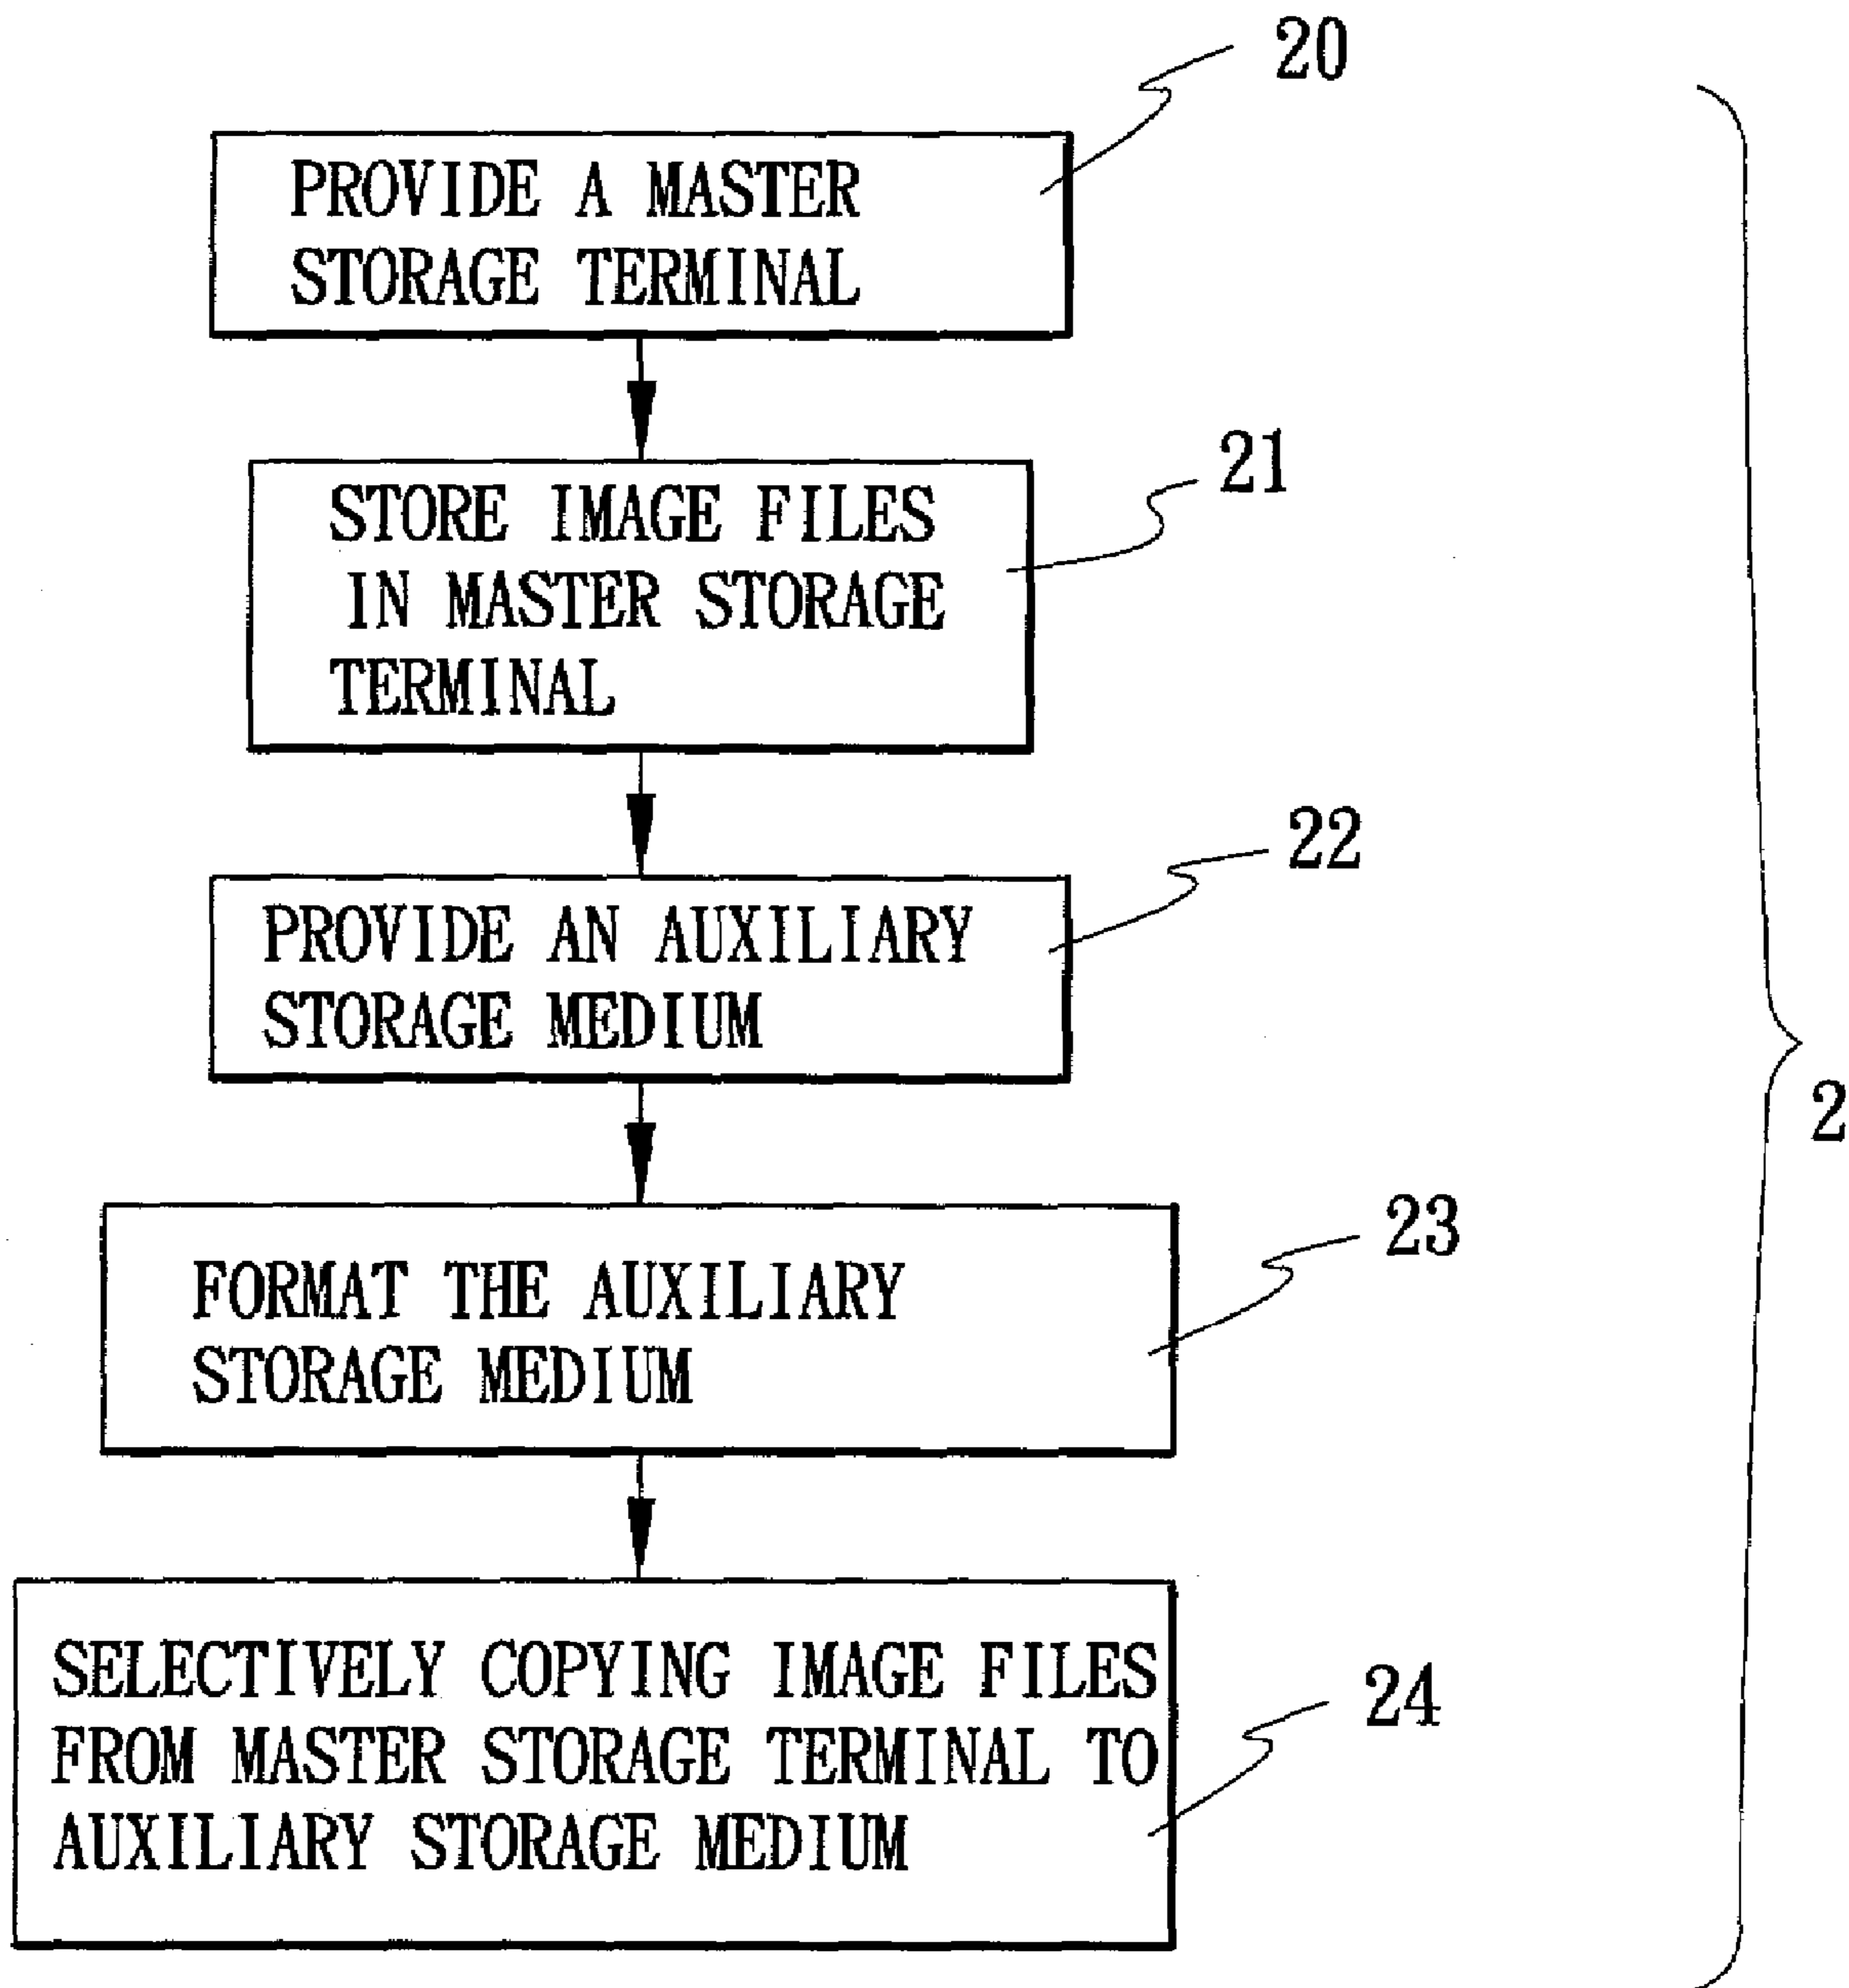 20
PROVIDE A MASTER
STORAGE TERMINAL
21
STORE IMAGE FILES
IN MASTER STORAGE
TERMINAL
22
PROVIDE AN AUXILIARY
STORAGE MEDIUM
23
FORMAT THE AUXILIARY
STORAGE MEDIUM
24
SELECTIVELY COPYING IMAGE FILES
FROM MASTER STORAGE TERMINAL TO
AUXILIARY STORAGE MEDIUM
2